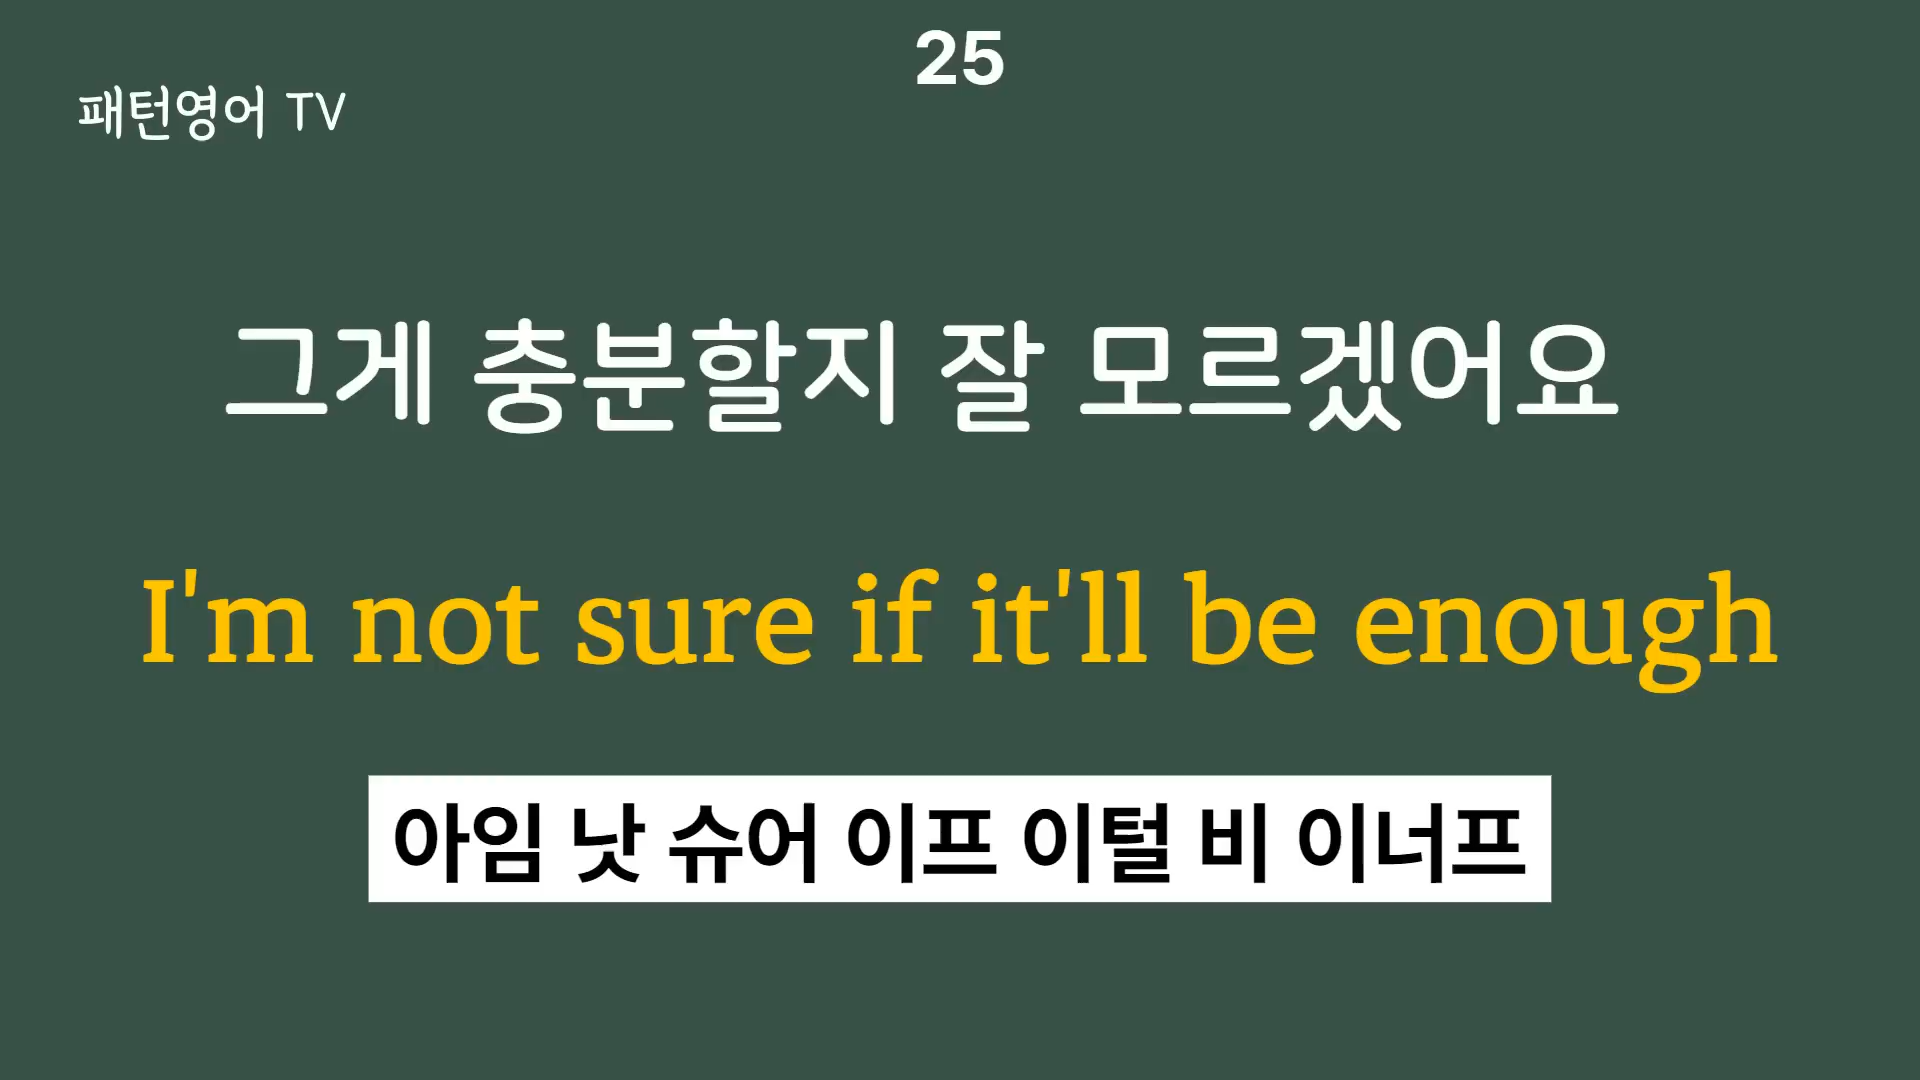 25
패턴영어 TV
그게 충분할지 잘 모르겠어요
I'm not sure if it'll be enough
아임 낫 슈어 이프 이털 비 이너프